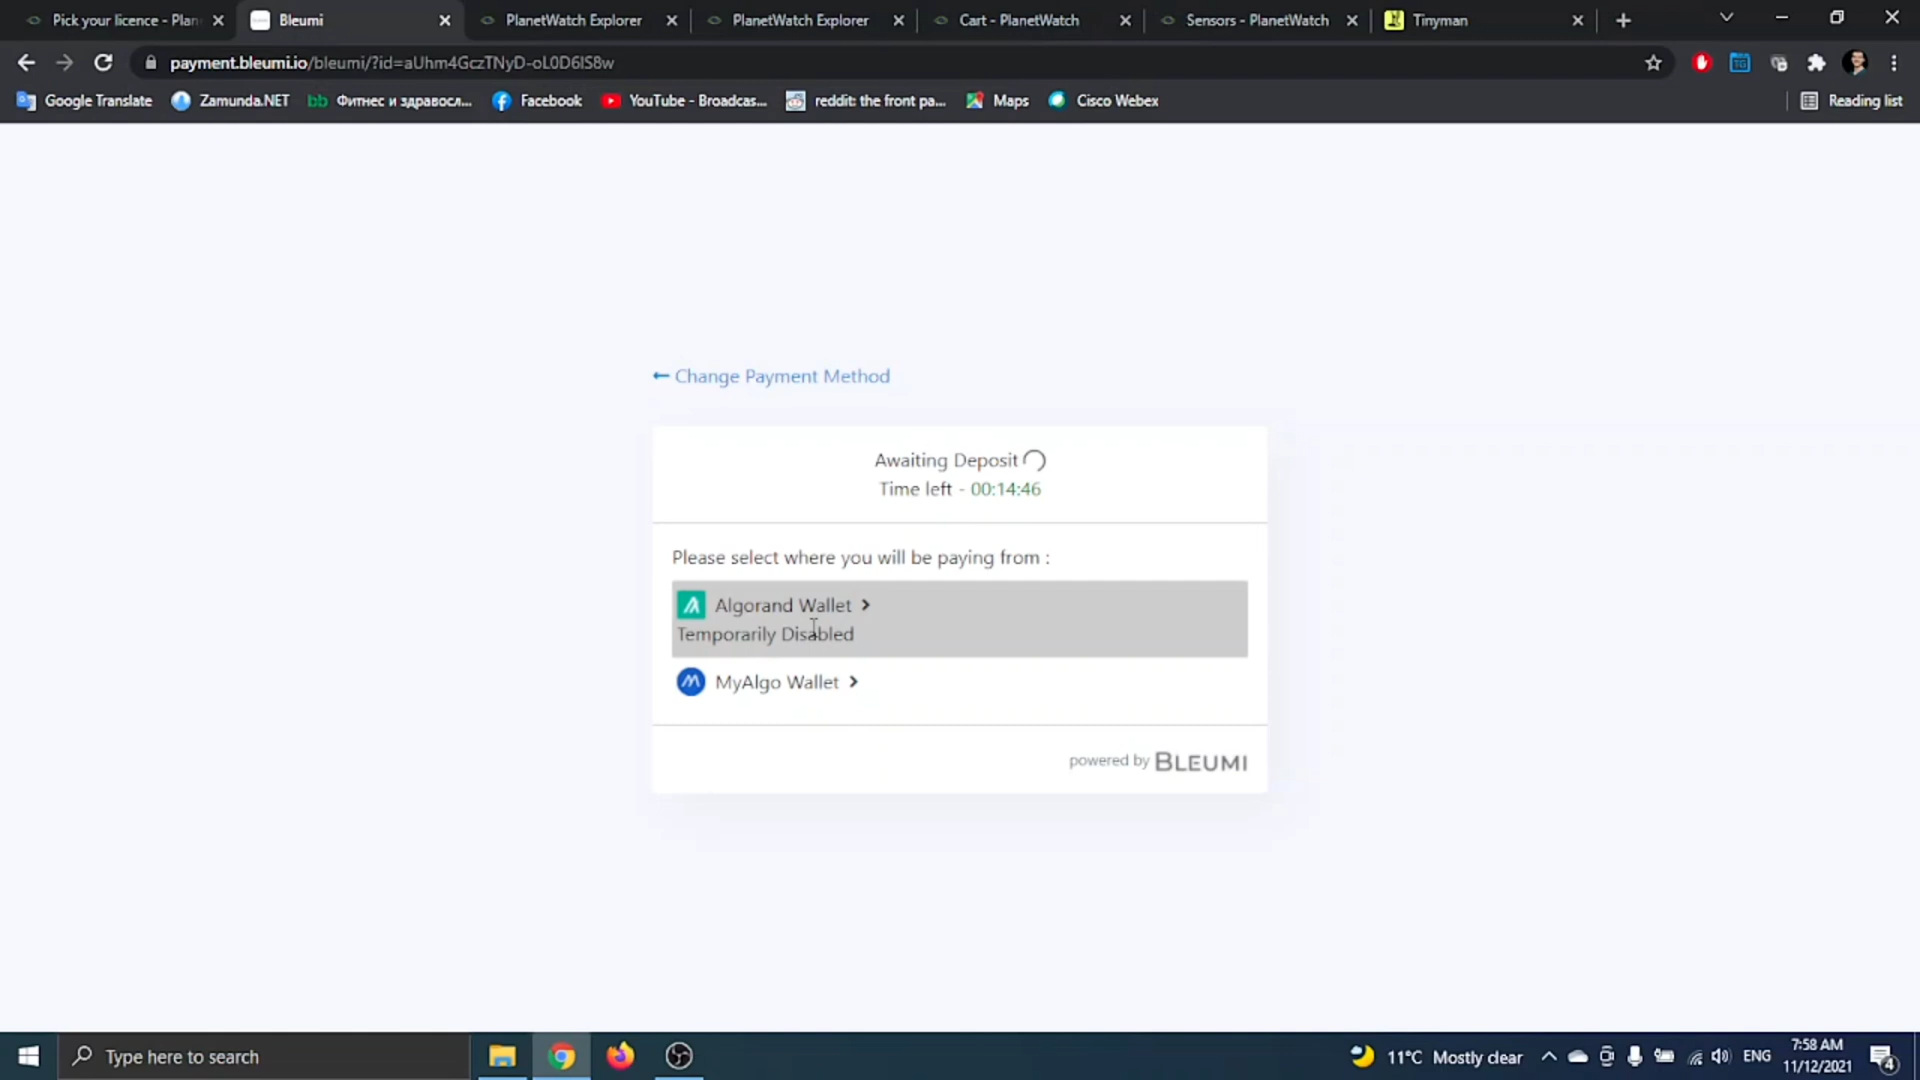 Pick your licence - Plan
Bleumi
PlanetWatch Explorer
PlanetWatch Explorer
Cart - PlanetWatch
Sensors - PlanetWatch
Tinyman
payment.bleumi.io/bleumi/?id=aUhm4GczTNyD-oL0D6IS8w
Google Translate
Zamunda.NET
bb Фитнес и здравосл...
Facebook
YouTube - Broadcas...
reddit: the front pa...
Maps
Cisco Webex
Reading list
Change Payment Method
Awaiting Deposit
Time left - 00:14:46
Please select where you will be paying from :
Algorand Wallet
Temporarily Disabled
MyAlgo Wallet
powered by BLEUMI
Type here to search
11°C Mostly clear
ENG
7:58 AM
11/12/2021
4